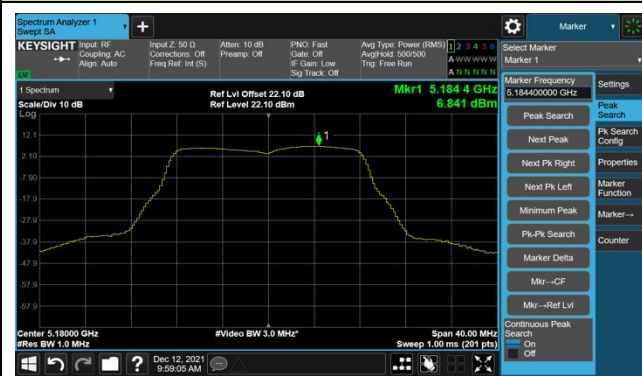 Spectrum Analyzer 1
Swept SA
Marker
KEYSIGHT
Input: RF
Coupling: AC
Align: Auto
Input Z: 50 Ω
Corrections: Off
Freq Ref: Int (S)
Atten: 10 dB
Preamp: Off
PNO: Fast
Gate: Off
IF Gain: Low
Sig Track: Off
Avg Type: Power (RMS)
Avg|Hold: 500/500
Trig: Free Run
1 2 3 4 5 6
A W W W W W
A N N N N N
Select Marker
Marker 1
1 Spectrum
Scale/Div 10 dB
Log
Ref Lvl Offset 22.10 dB
Ref Level 22.10 dBm
Mkr1 5.184 4 GHz
6.841 dBm
1
12.1
2.10
-7.90
-17.9
-27.9
-37.9
-47.9
-57.9
-67.9
Center 5.18000 GHz
#Res BW 1.0 MHz
#Video BW 3.0 MHz*
Span 40.00 MHz
Sweep 1.00 ms (201 pts)
Marker Frequency
5.184400000 GHz
Peak Search
Next Peak
Next Pk Right
Next Pk Left
Minimum Peak
Pk-Pk Search
Marker Delta
Mkr→CF
Mkr→Ref Lvl
Continuous Peak
Search
On
Off
Settings
Peak
Search
Pk Search
Config
Properties
Marker
Function
Marker→
Counter
Dec 12, 2021
9:59:05 AM